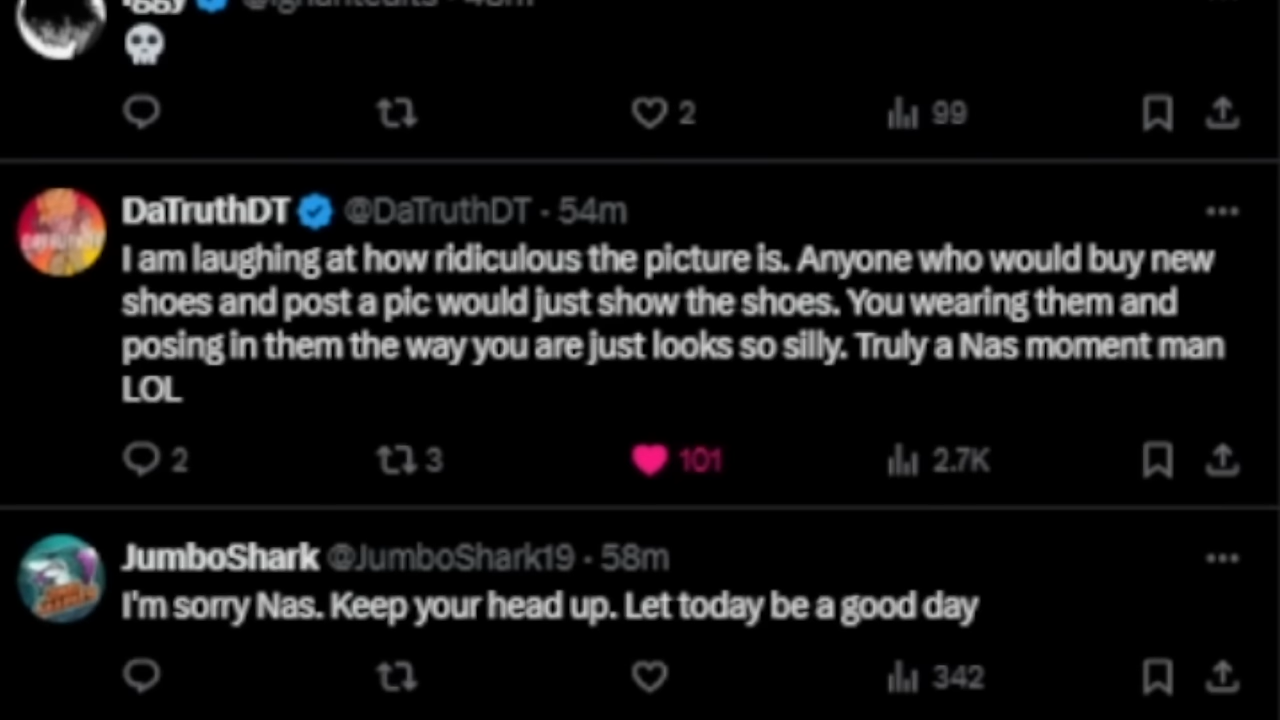 Iggy @ignantedits · 48m
💀
2 99
DaTruthDT @DaTruthDT · 54m
I am laughing at how ridiculous the picture is. Anyone who would buy new
shoes and post a pic would just show the shoes. You wearing them and
posing in them the way you are just looks so silly. Truly a Nas moment man
LOL
2 3 101 2.7K
JumboShark @JumboShark19 · 58m
I'm sorry Nas. Keep your head up. Let today be a good day
342